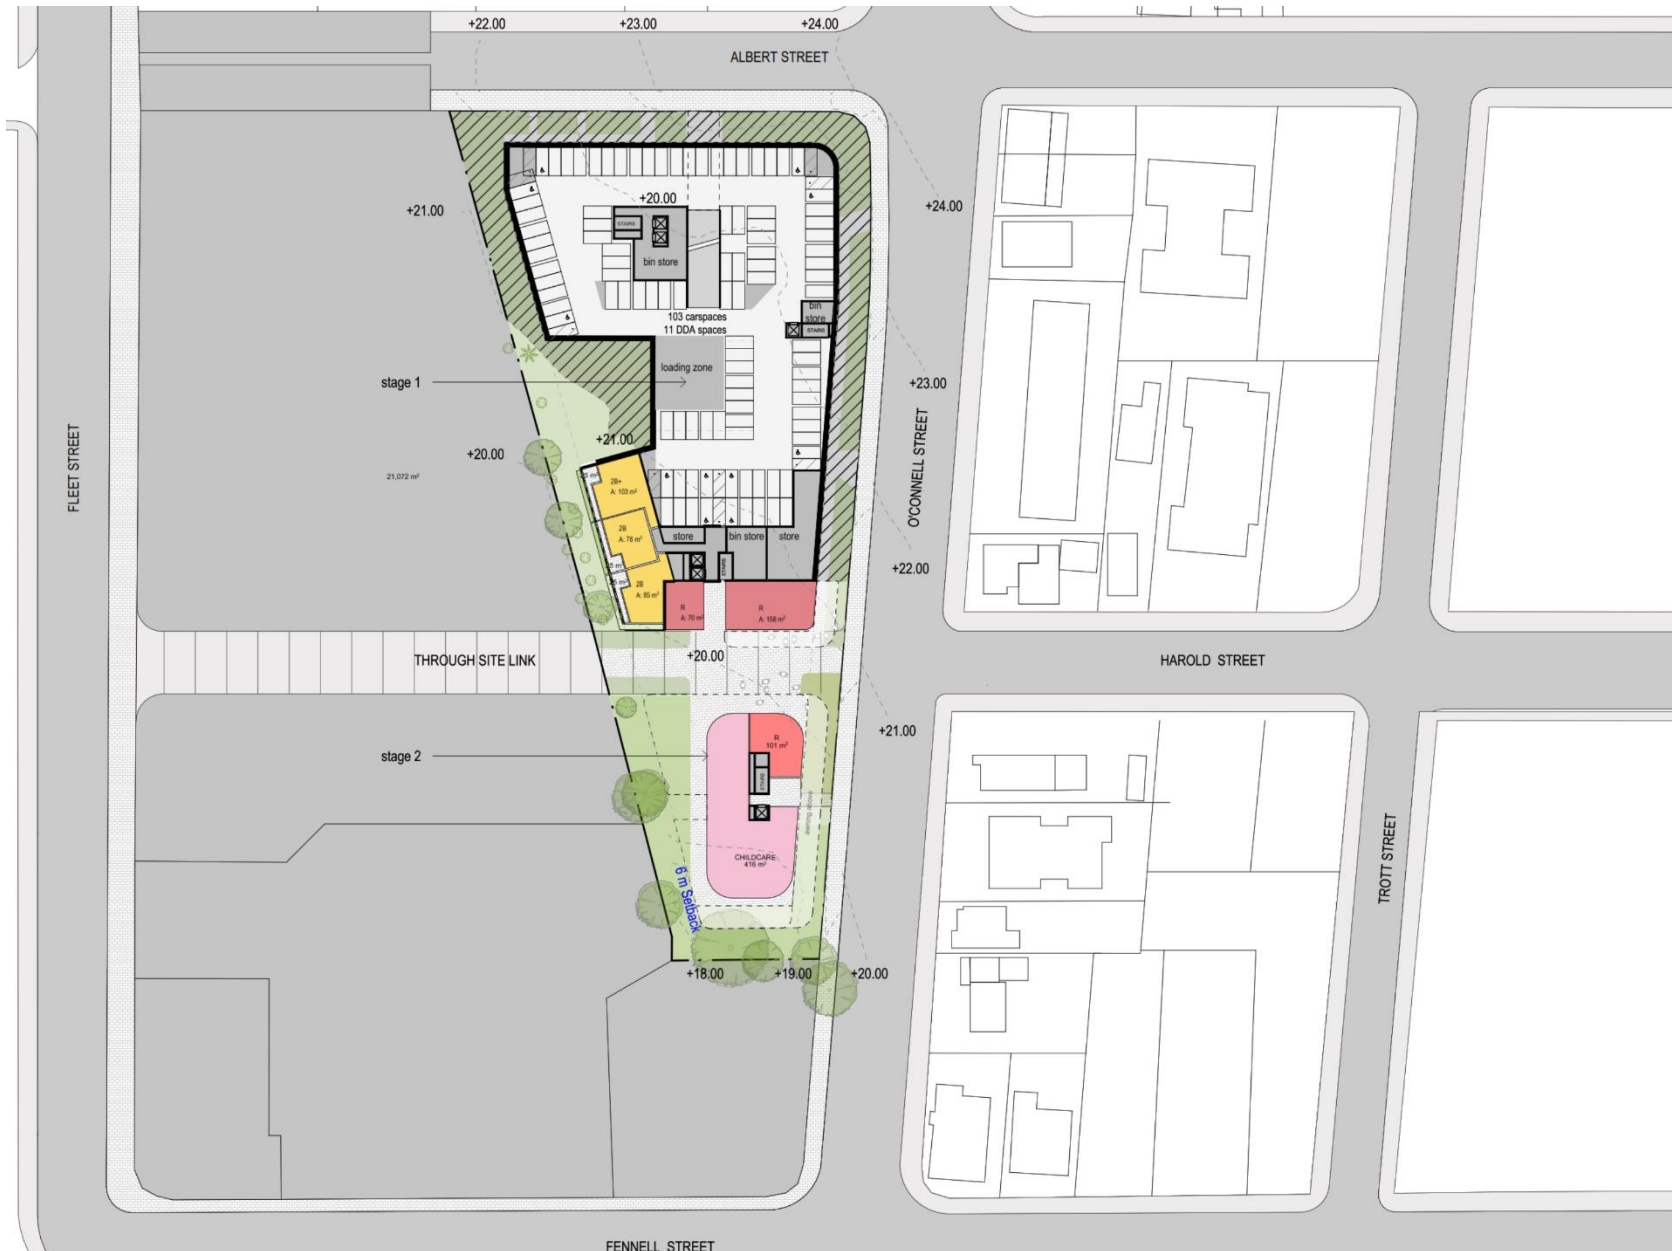 +22.00
+23.00
+24.00
ALBERT STREET
+20.00
STAIRS
bin store
+21.00
+24.00
103 carspaces
11 DDA spaces
bin
store
STAIRS
loading zone
stage 1
+23.00
O'CONNELL STREET
FLEET STREET
+21.00
+20.00
21,072 m²
2B+
A: 103 m²
2B
A: 78 m²
store
bin store
store
STAIRS
+22.00
2B
A: 85 m²
R
A: 70 m²
R
A: 158 m²
THROUGH SITE LINK
+20.00
HAROLD STREET
+21.00
stage 2
R
101 m²
STAIRS
awning above
CHILDCARE
416 m²
TROTT STREET
6 m Setback
+18.00
+19.00
+20.00
FENNELL STREET